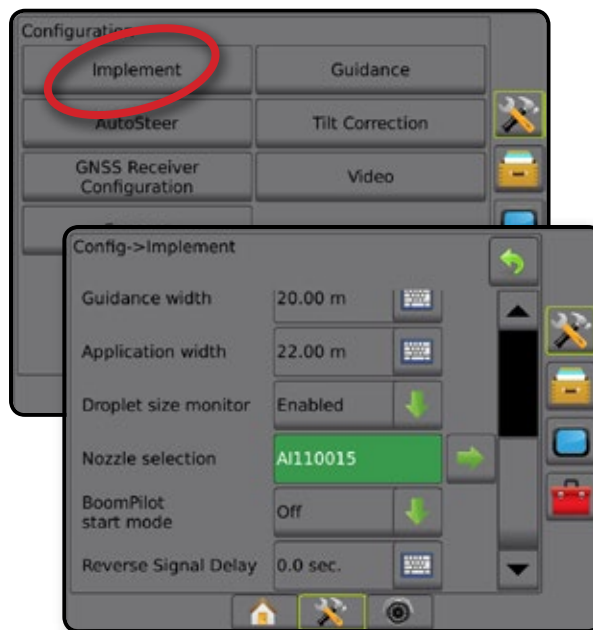 Configuration
Implement
Guidance
AutoSteer
Tilt Correction
GNSS Receiver
Configuration
Video
Config->Implement
Guidance width
20.00 m
Application width
22.00 m
Droplet size monitor
Enabled
Nozzle selection
AI110015
BoomPilot
start mode
Off
Reverse Signal Delay
0.0 sec.